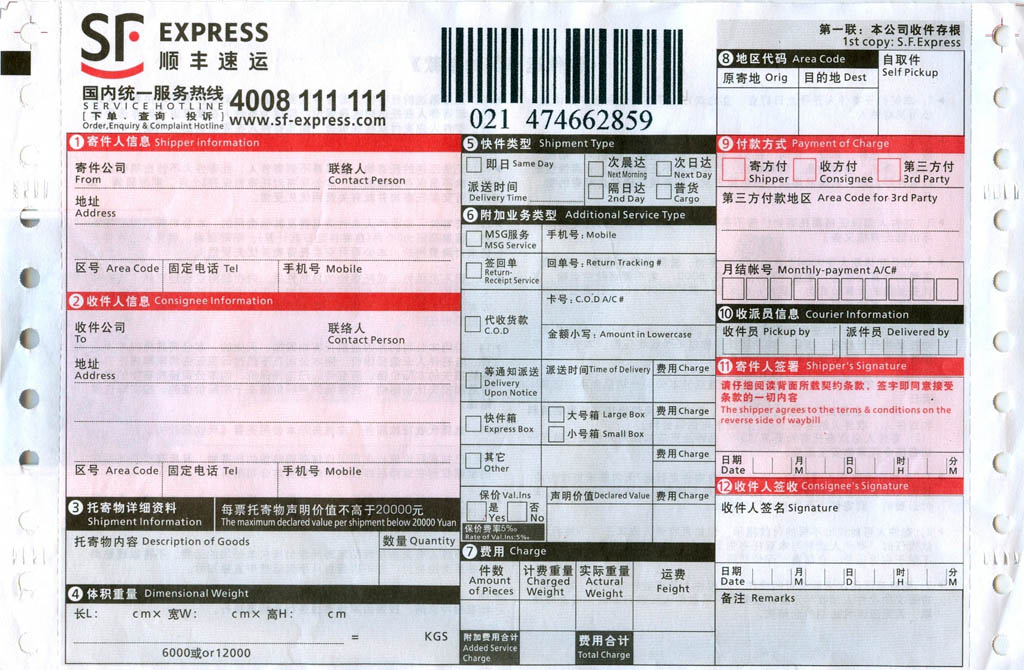 SF EXPRESS
顺丰速运
国内统一服务热线
SERVICE HOTLINE
[下单、查询、投诉]
Order,Enquiry & Complaint Hotline
4008 111 111
www.sf-express.com
021 474662859
第一联：本公司收件存根
1st copy: S.F.Express
8 地区代码 Area Code
原寄地 Orig 目的地 Dest
自取件
Self Pickup
1 寄件人信息 Shipper information
寄件公司
From
联络人
Contact Person
地址
Address
区号 Area Code 固定电话 Tel 手机号 Mobile
2 收件人信息 Consignee Information
收件公司
To
联络人
Contact Person
地址
Address
区号 Area Code 固定电话 Tel 手机号 Mobile
3 托寄物详细资料
Shipment Information
每票托寄物声明价值不高于20000元
The maximum declared value per shipment below 20000 Yuan
托寄物内容 Description of Goods 数量 Quantity
4 体积重量 Dimensional Weight
长L: cm× 宽W: cm× 高H: cm
= KGS
6000或or12000
5 快件类型 Shipment Type
即日 Same Day
次晨达
Next Morning
次日达
Next Day
派送时间
Delivery Time
隔日达
2nd Day
普货
Cargo
6 附加业务类型 Additional Service Type
MSG服务
MSG Service
手机号: Mobile
签回单
Return-
Receipt Service
回单号: Return Tracking #
代收货款
C.O.D
卡号: C.O.D A/C#
金额小写: Amount in Lowercase
等通知派送
Delivery
Upon Notice
派送时间Time of Delivery 费用 Charge
快件箱
Express Box
大号箱 Large Box
小号箱 Small Box
费用 Charge
其它
Other
费用 Charge
保价 Val.Ins
是
Yes
否
No
声明价值Declared Value 费用 Charge
保价费率5‰
Rate of Val.Ins:5‰
7 费用 Charge
件数
Amount
of Pieces
计费重量
Charged
Weight
实际重量
Actural
Weight
运费
Feight
附加费用合计
Added Service
Charge
费用合计
Total Charge
9 付款方式 Payment of Charge
寄方付
Shipper
收方付
Consignee
第三方付
3rd Party
第三方付款地区 Area Code for 3rd Party
月结帐号 Monthly-payment A/C#
10 收派员信息 Courier Information
收件员 Pickup by 派件员 Delivered by
11 寄件人签署 Shipper's Signature
请仔细阅读背面所载契约条款，签字即同意接受
条款的一切内容
The shipper agrees to the terms & conditions on the
reverse side of waybill
日期 月 日 时 分
Date M D H M
12 收件人签收 Consignee's Signature
收件人签名 Signature
日期 月 日 时 分
Date M D H M
备注 Remarks